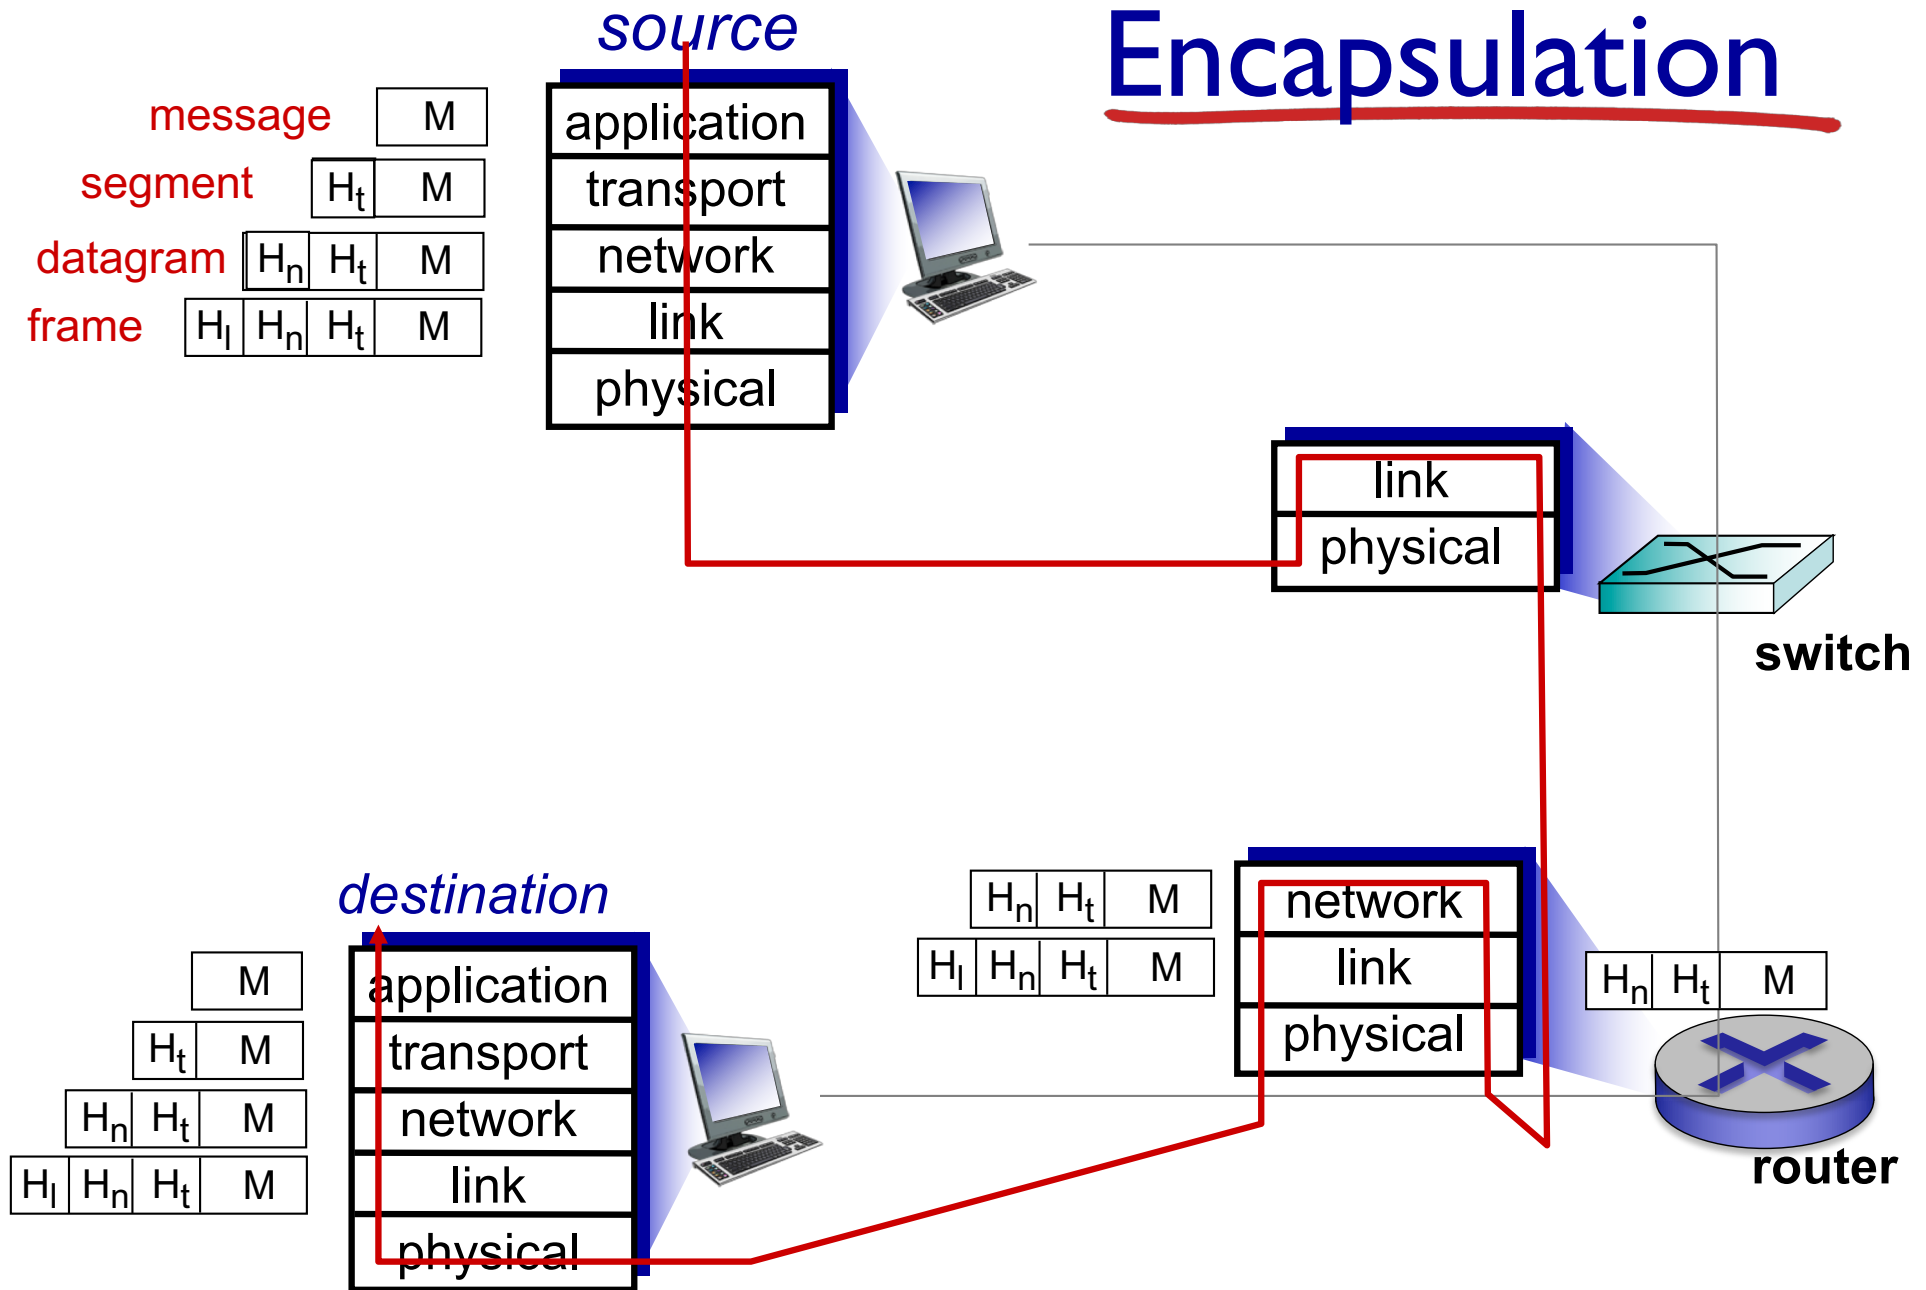 source
Encapsulation
message M
segment Ht M
datagram Hn Ht M
frame Hl Hn Ht M
application
transport
network
link
physical
link
physical
switch
destination
M
Ht M
Hn Ht M
Hl Hn Ht M
application
transport
network
link
physical
Hn Ht M
Hl Hn Ht M
network
link
physical
Hn Ht M
router